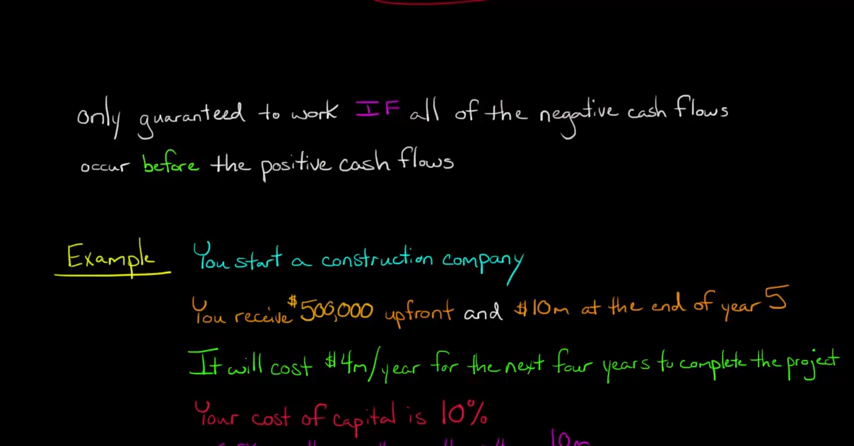 only guaranteed to work IF all of the negative cash flows
occur before the positive cash flows
Example
You start a construction company
You receive $500,000 upfront and $10m at the end of year 5
It will cost $4m/year for the next four years to complete the project
Your cost of capital is 10%
10m